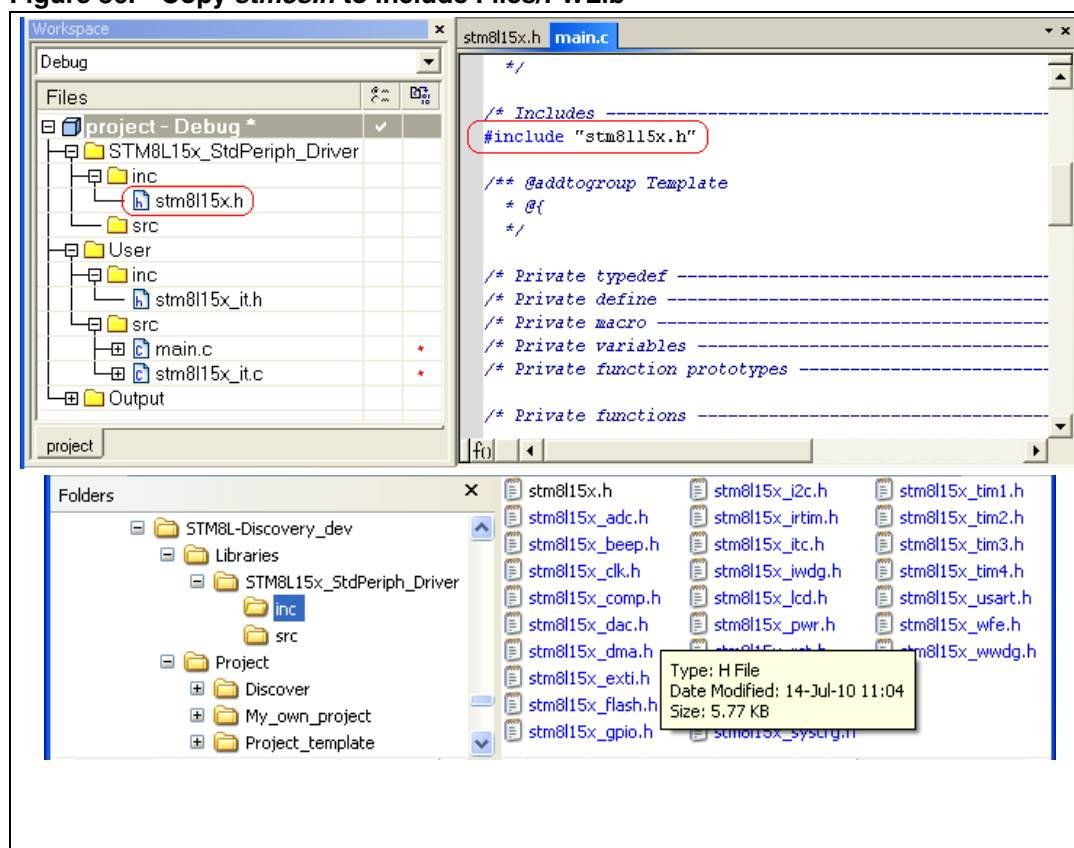 Figure Copy to Include Files/FWLib
Workspace
Debug
Files
project - Debug *
STM8L15x_StdPeriph_Driver
inc
stm8l15x.h
src
User
inc
stm8l15x_it.h
src
main.c *
stm8l15x_it.c *
Output
project
stm8l15x.h main.c
*/
/* Includes ------------------------------------
#include "stm8l15x.h"
/** @addtogroup Template
* @{
*/
/* Private typedef -----------------------------
/* Private define ------------------------------
/* Private macro -------------------------------
/* Private variables ---------------------------
/* Private function prototypes -----------------
/* Private functions ---------------------------
f()
Folders
STM8L-Discovery_dev
Libraries
STM8L15x_StdPeriph_Driver
inc
src
Project
Discover
My_own_project
Project_template
stm8l15x.h
stm8l15x_adc.h
stm8l15x_beep.h
stm8l15x_clk.h
stm8l15x_comp.h
stm8l15x_dac.h
stm8l15x_dma.h
stm8l15x_exti.h
stm8l15x_flash.h
stm8l15x_gpio.h
stm8l15x_i2c.h
stm8l15x_irtim.h
stm8l15x_itc.h
stm8l15x_iwdg.h
stm8l15x_lcd.h
stm8l15x_pwr.h
stm8l15x_tim1.h
stm8l15x_tim2.h
stm8l15x_tim3.h
stm8l15x_tim4.h
stm8l15x_usart.h
stm8l15x_wfe.h
stm8l15x_wwdg.h
Type: H File
Date Modified: 14-Jul-10 11:04
Size: 5.77 KB